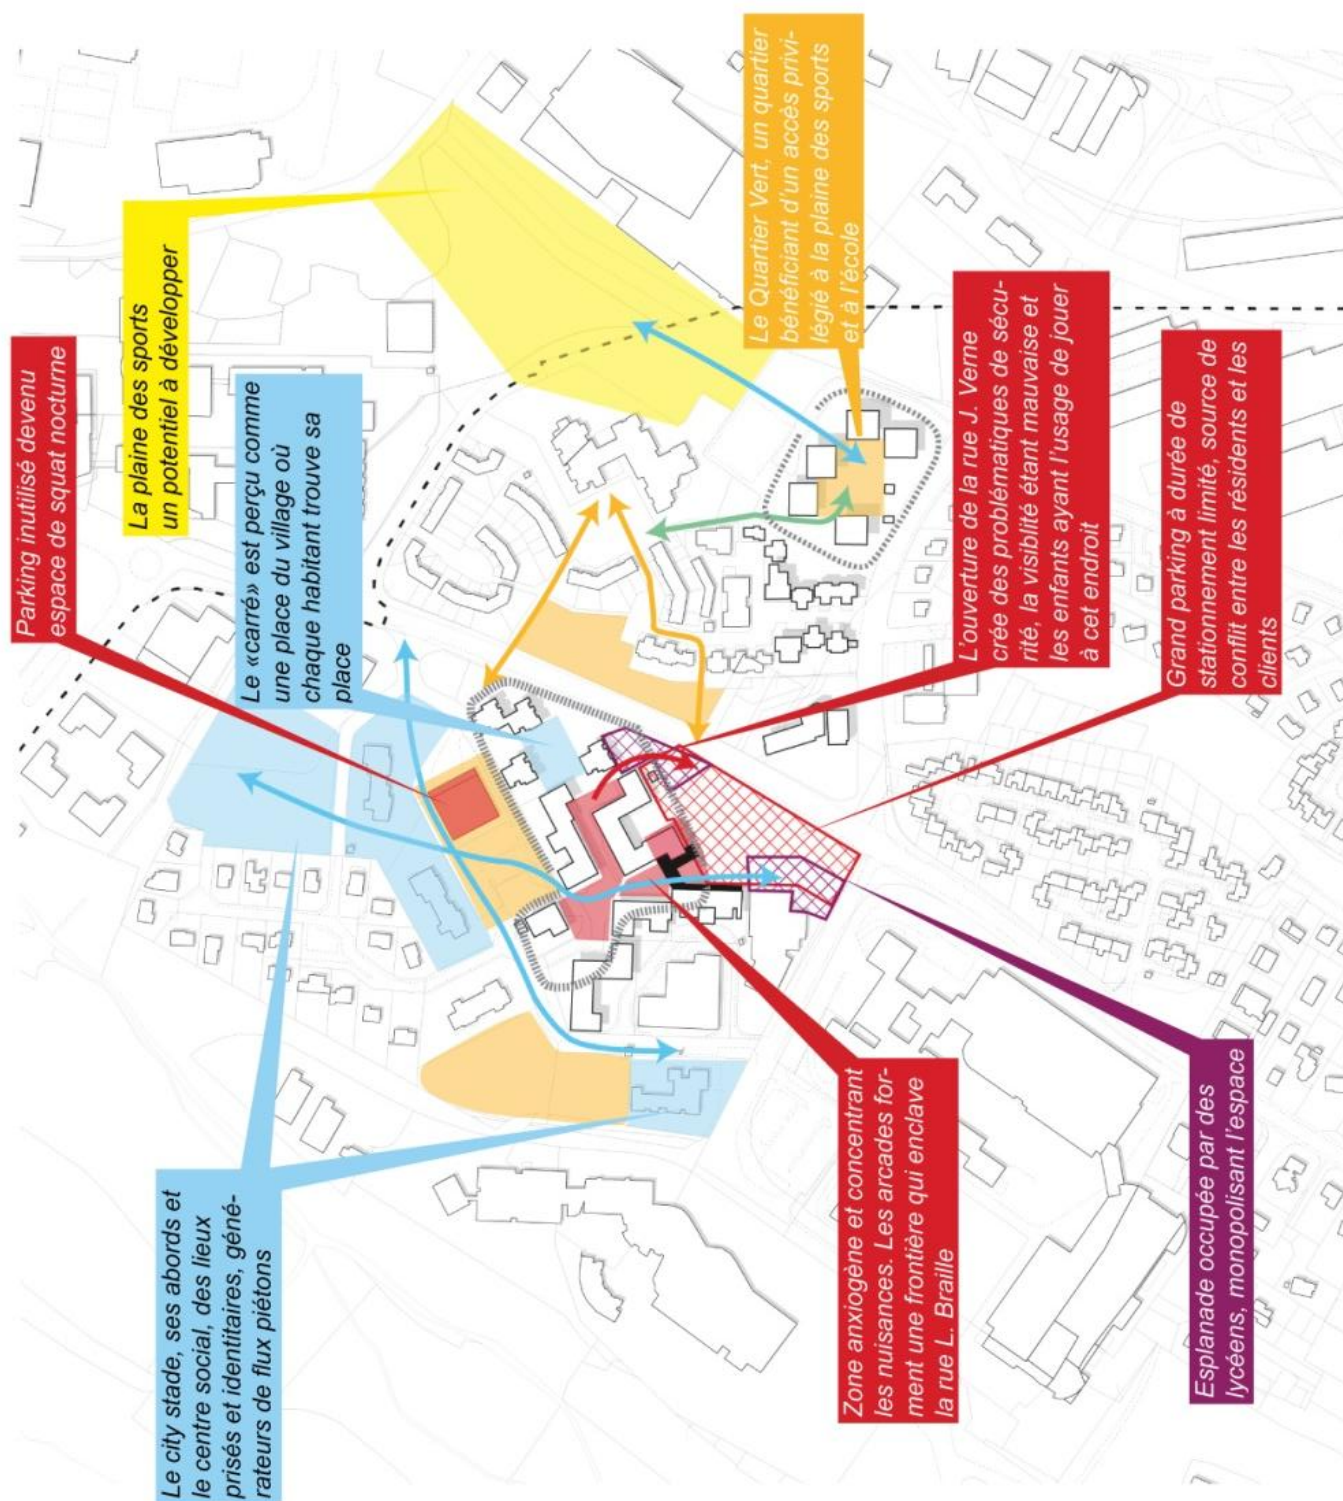 Le city stade, ses abords et
le centre social, des lieux
prisés et identitaires, géné-
rateurs de flux piétons
Parking inutilisé devenu
espace de squat nocturne
La plaine des sports
un potentiel à développer
Le «carré» est perçu comme
une place du village où
chaque habitant trouve sa
place
Le Quartier Vert, un quartier
bénéficiant d'un accès privi-
légié à la plaine des sports
et à l'école
Zone anxiogène et concentrant
les nuisances. Les arcades for-
ment une frontière qui enclave
la rue L. Braille
L'ouverture de la rue J. Verne
crée des problématiques de sécu-
rité, la visibilité étant mauvaise et
les enfants ayant l'usage de jouer
à cet endroit
Esplanade occupée par des
lycéens, monopolisant l'espace
Grand parking à durée de
stationnement limité, source de
conflit entre les résidents et les
clients